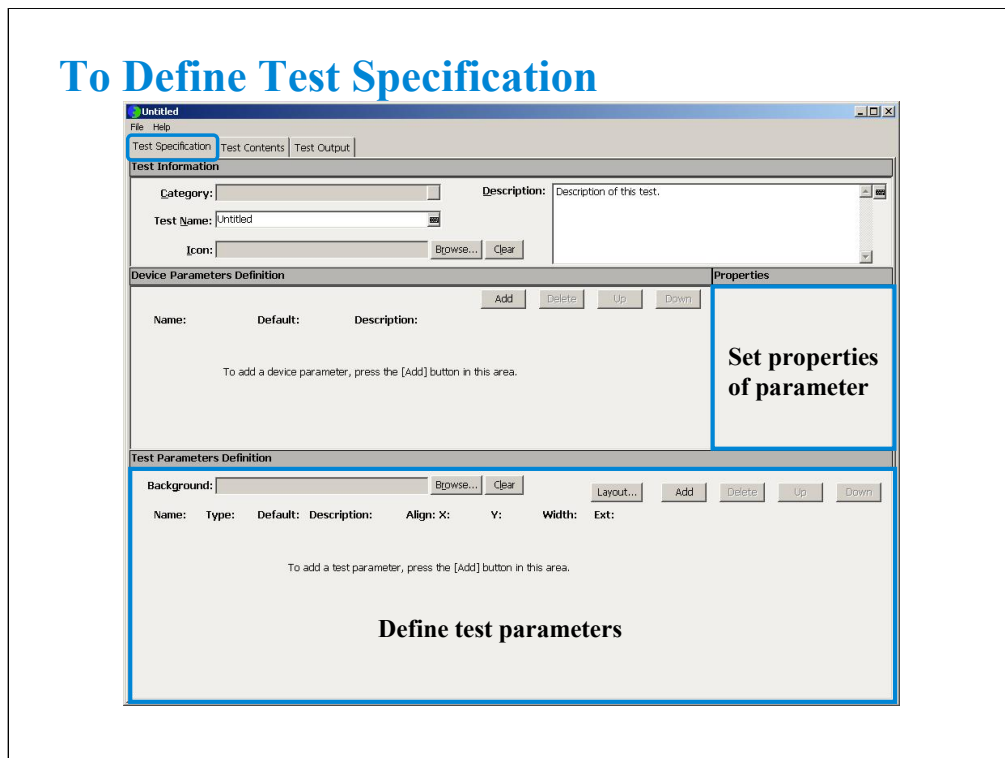 To Define Test Specification
Untitled
File Help
Test Specification Test Contents Test Output
Test Information
Category:
Description: Description of this test.
Test Name: Untitled
Icon: Browse... Clear
Device Parameters Definition Properties
Add Delete Up Down
Name: Default: Description:
Set properties
of parameter
To add a device parameter, press the [Add] button in this area.
Test Parameters Definition
Background: Browse... Clear Layout... Add Delete Up Down
Name: Type: Default: Description: Align: X: Y: Width: Ext:
To add a test parameter, press the [Add] button in this area.
Define test parameters